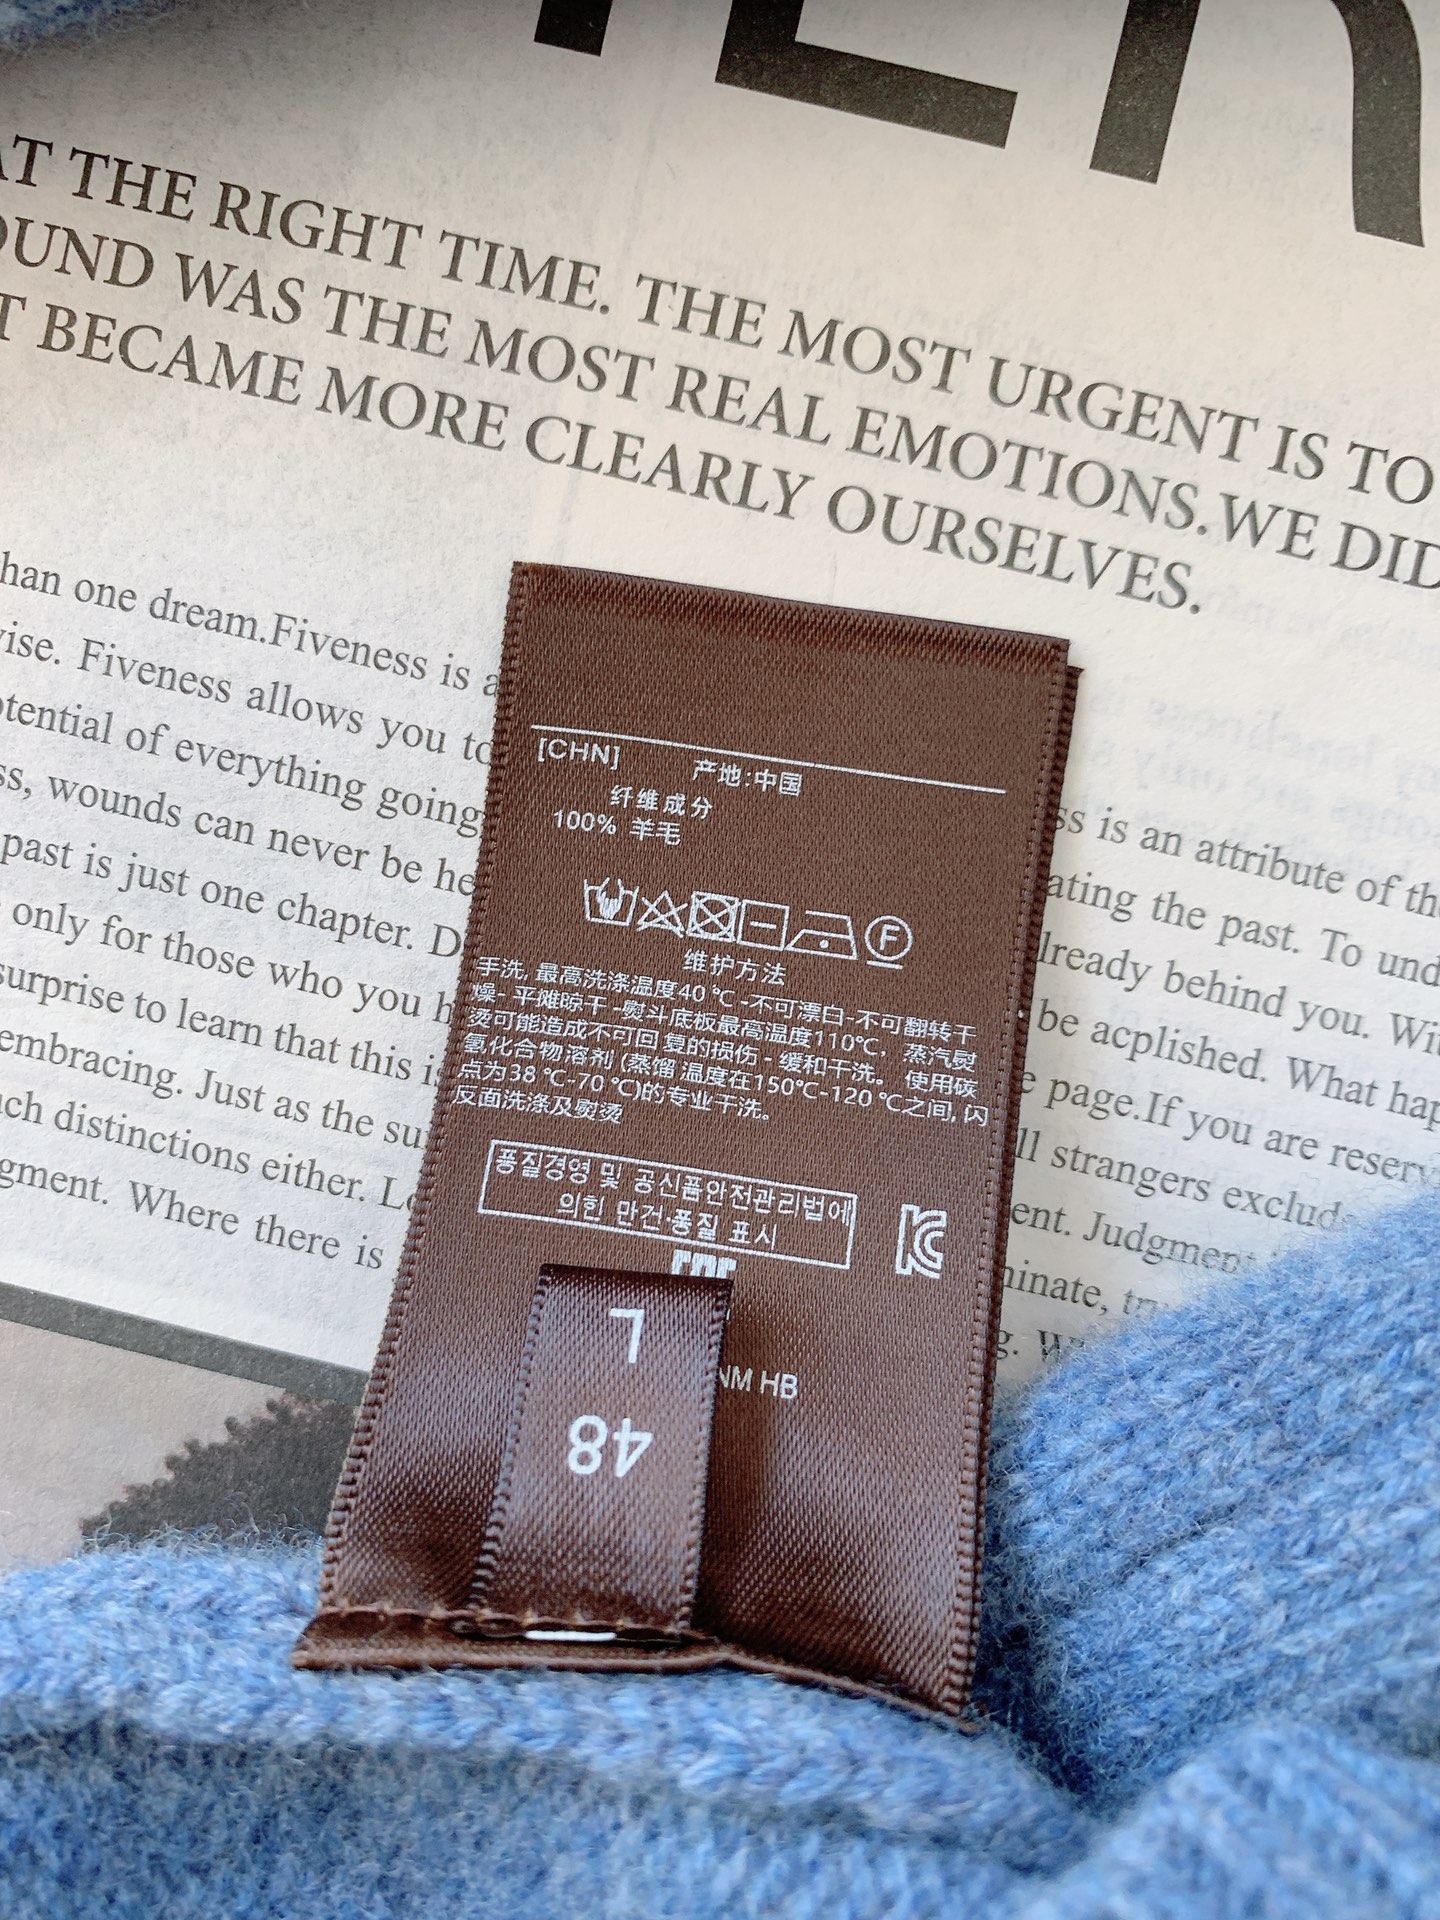 AT THE RIGHT TIME. THE MOST URGENT IS TO
OUND WAS THE MOST REAL EMOTIONS.WE DID
T BECAME MORE CLEARLY OURSELVES.
han one dream.Fiveness is a
wise. Fiveness allows you to
otential of everything going
ss, wounds can never be he
past is just one chapter. D
only for those who you h
surprise to learn that this is
embracing. Just as the su
ach distinctions either. Lo
gment. Where there is
ss is an attribute of th
ating the past. To und
lready behind you. Wi
be acplished. What hap
e page.If you are reserv
ll strangers exclud
ent. Judgment
ninate, tr
g. W
[CHN] 产地:中国
纤维成分
100% 羊毛
F
维护方法
手洗, 最高洗涤温度40 ℃ -不可漂白-不可翻转干
燥- 平摊晾干 -熨斗底板最高温度110℃, 蒸汽熨
烫可能造成不可回复的损伤 - 缓和干洗。 使用碳
氢化合物溶剂 (蒸馏 温度在150℃-120 ℃之间, 闪
点为38 ℃-70 ℃)的专业干洗。
反面洗涤及熨烫
품질경영 및 공신품안전관리법에
의힌 만건·품질 표시
L
NM HB
48